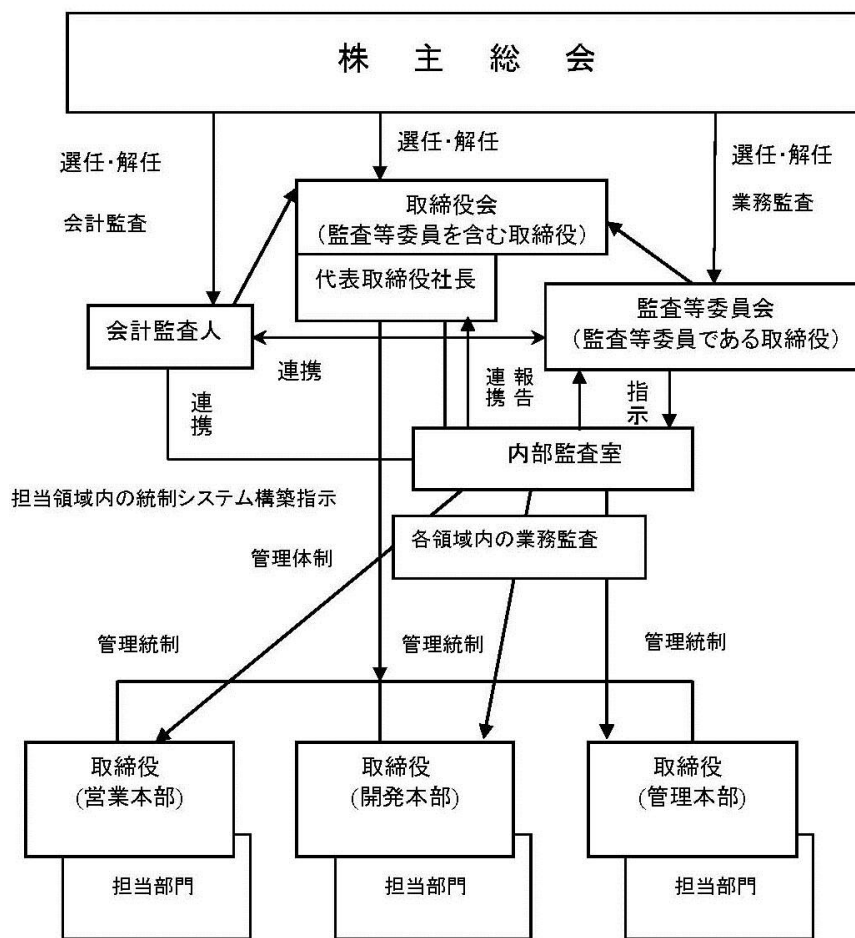 株主総会
選任・解任
選任・解任
選任・解任
会計監査
業務監査
取締役会
(監査等委員を含む取締役)
代表取締役社長
監査等委員会
(監査等委員である取締役)
会計監査人
連携
連携
連携
報告
指示
内部監査室
担当領域内の統制システム構築指示
各領域内の業務監査
管理体制
管理統制
管理統制
管理統制
取締役
(営業本部)
取締役
(開発本部)
取締役
(管理本部)
担当部門
担当部門
担当部門